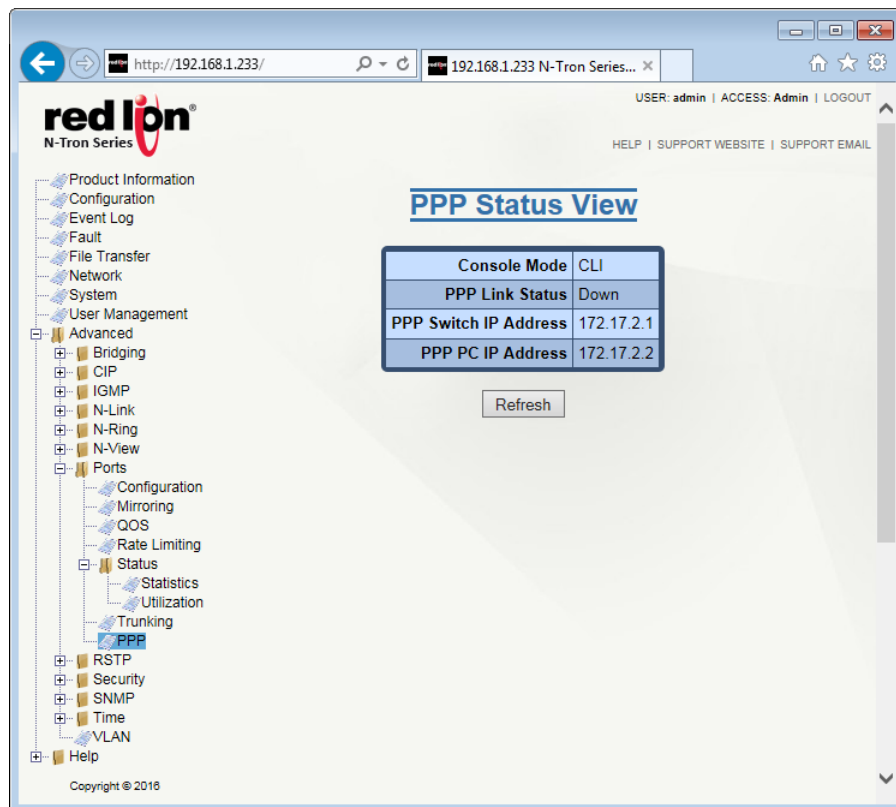 http://192.168.1.233/
192.168.1.233 N-Tron Series...
USER: admin | ACCESS: Admin | LOGOUT
red lion®
N-Tron Series
HELP | SUPPORT WEBSITE | SUPPORT EMAIL
Product Information
Configuration
Event Log
Fault
File Transfer
Network
System
User Management
Advanced
Bridging
CIP
IGMP
N-Link
N-Ring
N-View
Ports
Configuration
Mirroring
QOS
Rate Limiting
Status
Statistics
Utilization
Trunking
PPP
RSTP
Security
SNMP
Time
VLAN
Help
Copyright © 2016
PPP Status View
Console Mode CLI
PPP Link Status Down
PPP Switch IP Address 172.17.2.1
PPP PC IP Address 172.17.2.2
Refresh